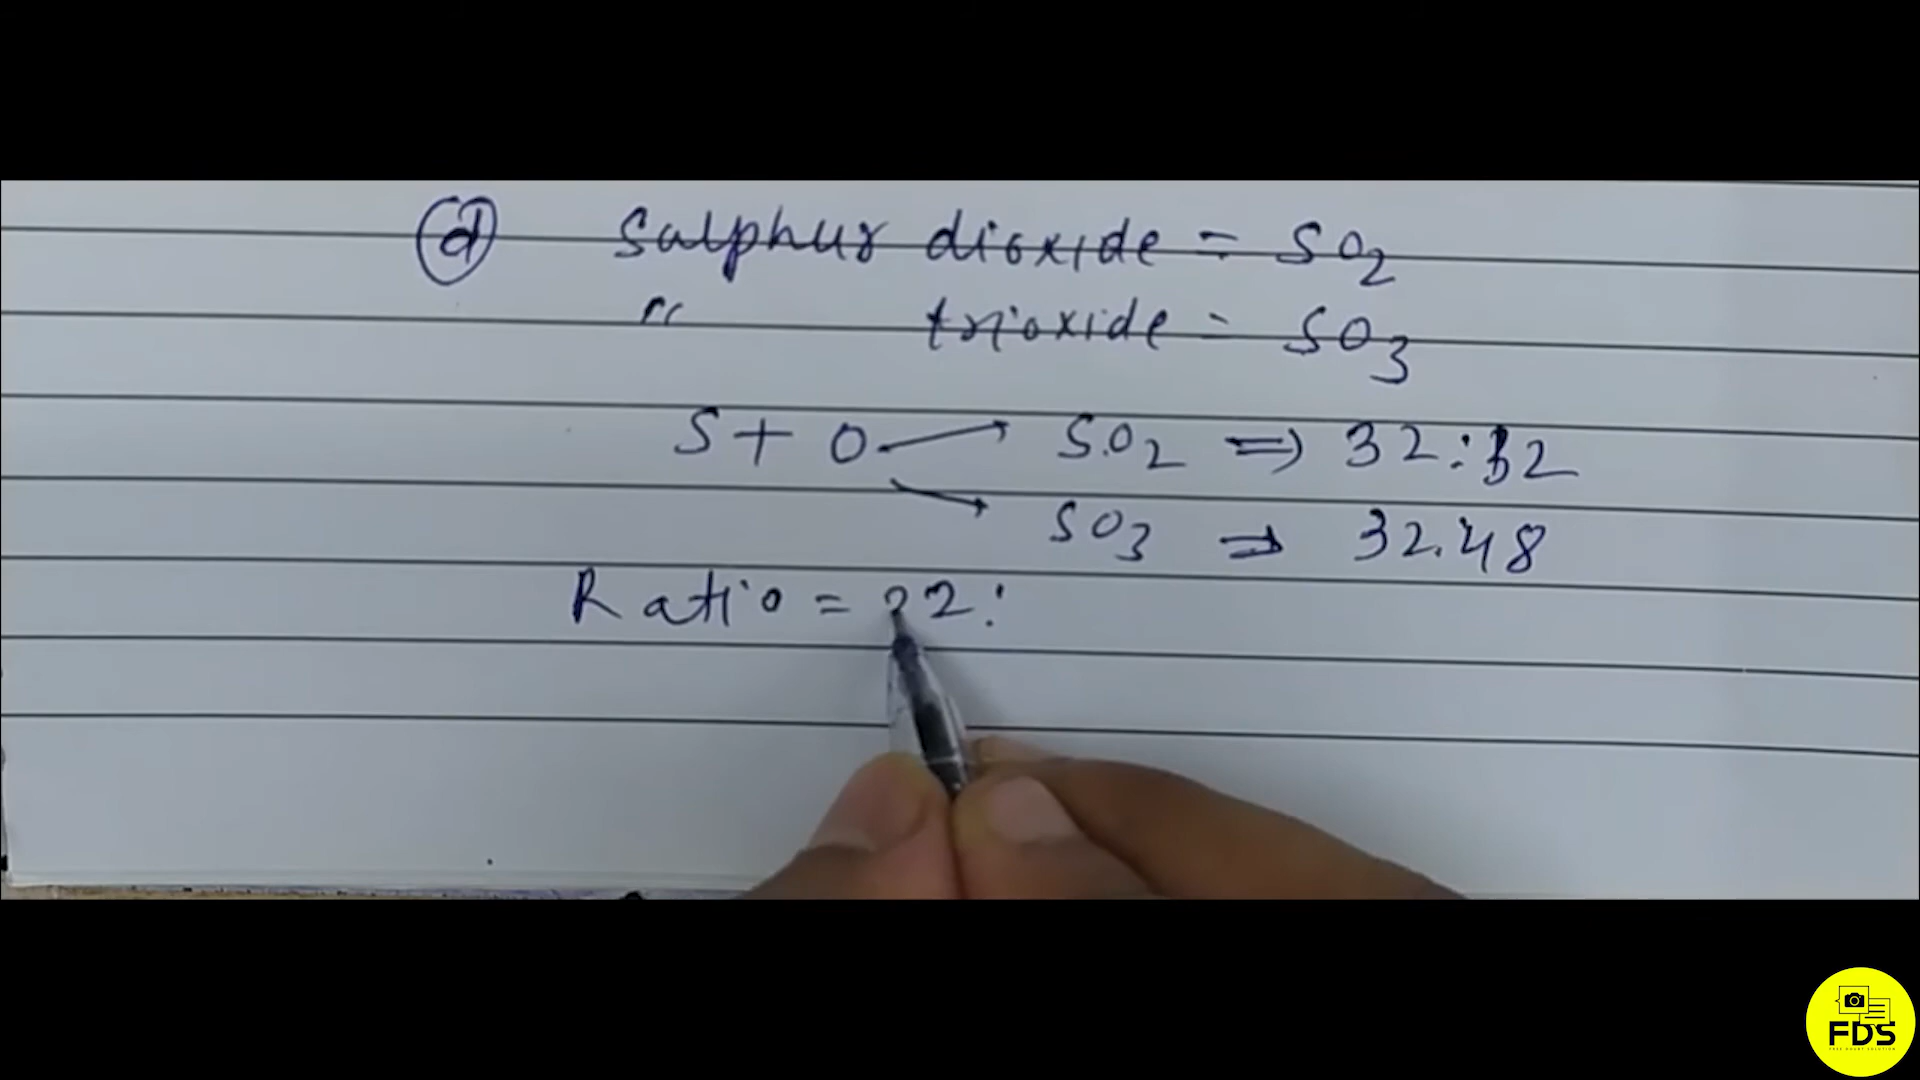 d Sulphur dioxide = SO2
" trioxide = SO3
S + O → SO2 ⇒ 32:32
→ SO3 ⇒ 32.48
Ratio = 32:
FDS